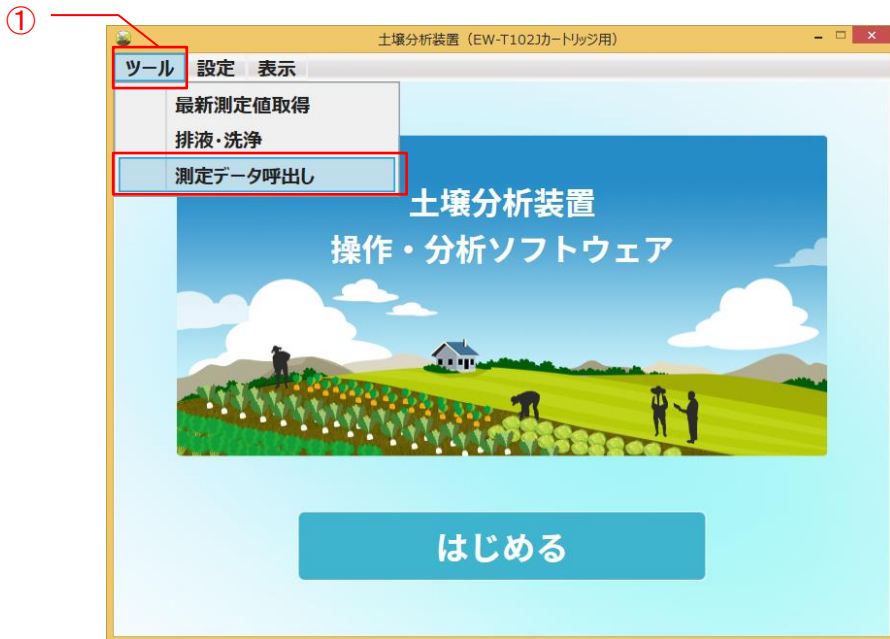 ①
土壌分析装置（EW-T102Jカートリッジ用）
ツール 設定 表示
最新測定値取得
排液・洗浄
測定データ呼出し
土壌分析装置
操作・分析ソフトウェア
はじめる